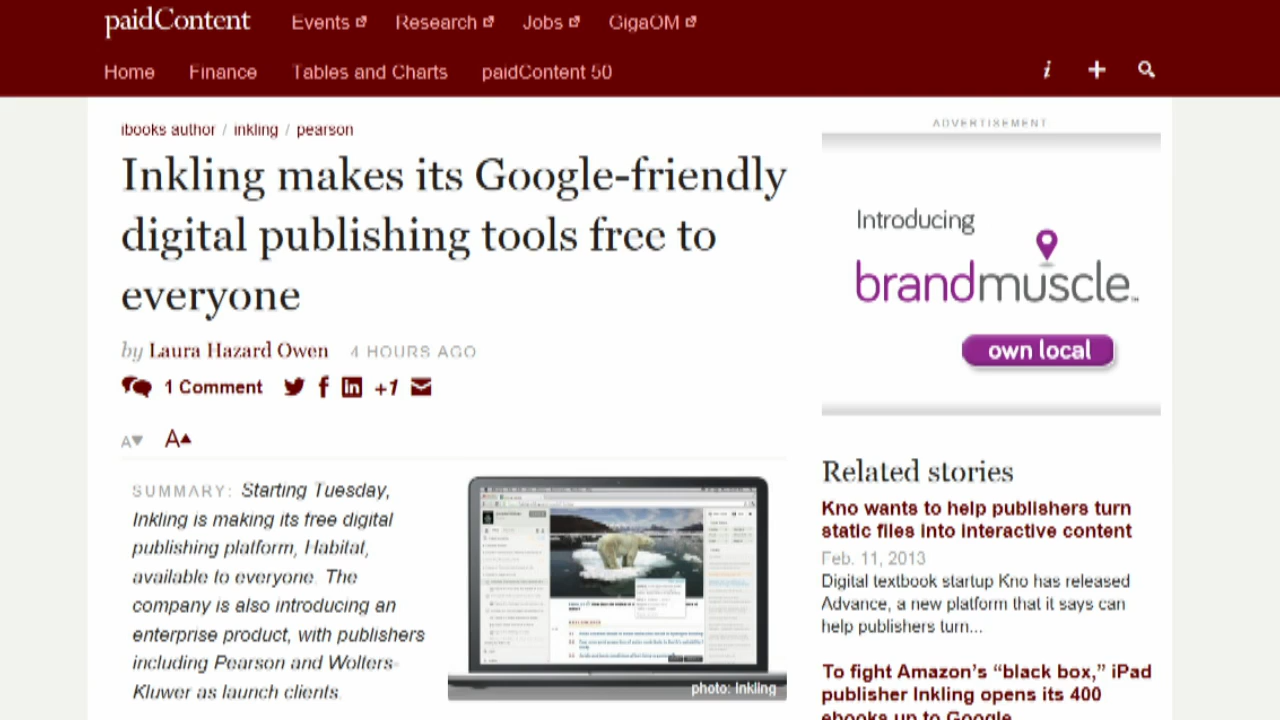 paidContent
Events Research Jobs GigaOM
Home Finance Tables and Charts paidContent 50
ibooks author / inkling / pearson
Inkling makes its Google-friendly
digital publishing tools free to
everyone
by Laura Hazard Owen 4 HOURS AGO
1 Comment +1
A A
SUMMARY: Starting Tuesday,
Inkling is making its free digital
publishing platform, Habitat,
available to everyone. The
company is also introducing an
enterprise product, with publishers
including Pearson and Wolters-
Kluwer as launch clients.
photo: Inkling
ADVERTISEMENT
Introducing
brandmuscle
own local
Related stories
Kno wants to help publishers turn
static files into interactive content
Feb. 11, 2013
Digital textbook startup Kno has released
Advance, a new platform that it says can
help publishers turn...
To fight Amazon's “black box,” iPad
publisher Inkling opens its 400
ebooks up to Google